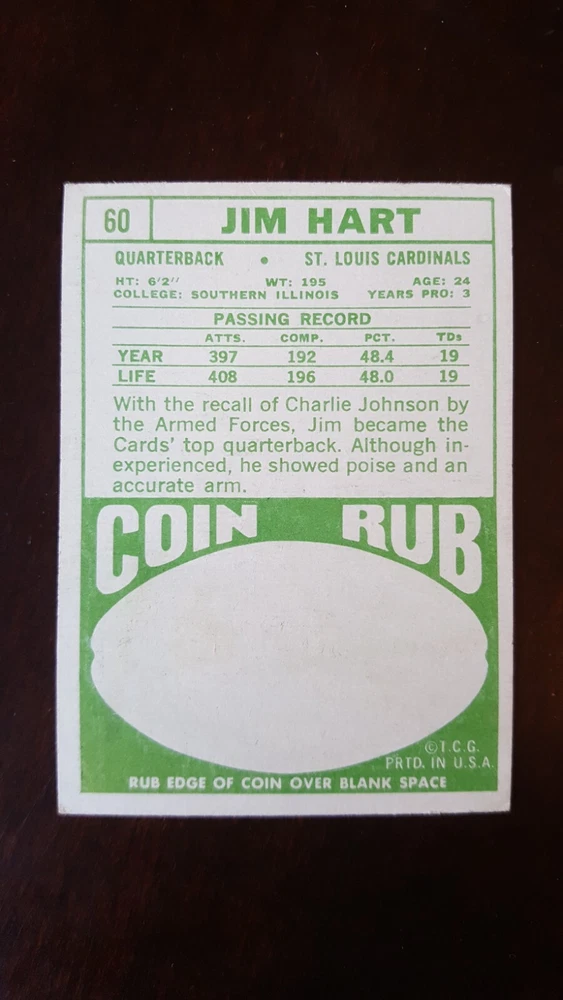 60 JIM HART
QUARTERBACK • ST. LOUIS CARDINALS
HT: 6'2" WT: 195 AGE: 24
COLLEGE: SOUTHERN ILLINOIS YEARS PRO: 3
PASSING RECORD
ATTS. COMP. PCT. TDs
YEAR 397 192 48.4 19
LIFE 408 196 48.0 19
With the recall of Charlie Johnson by
the Armed Forces, Jim became the
Cards' top quarterback. Although in-
experienced, he showed poise and an
accurate arm.
COIN RUB
©T.C.G.
PRTD. IN U.S.A.
RUB EDGE OF COIN OVER BLANK SPACE